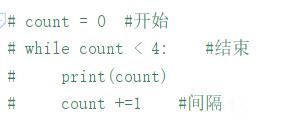 # count = 0  #开始
# while count < 4:    #结束
#     print(count)
#     count +=1    #间隔